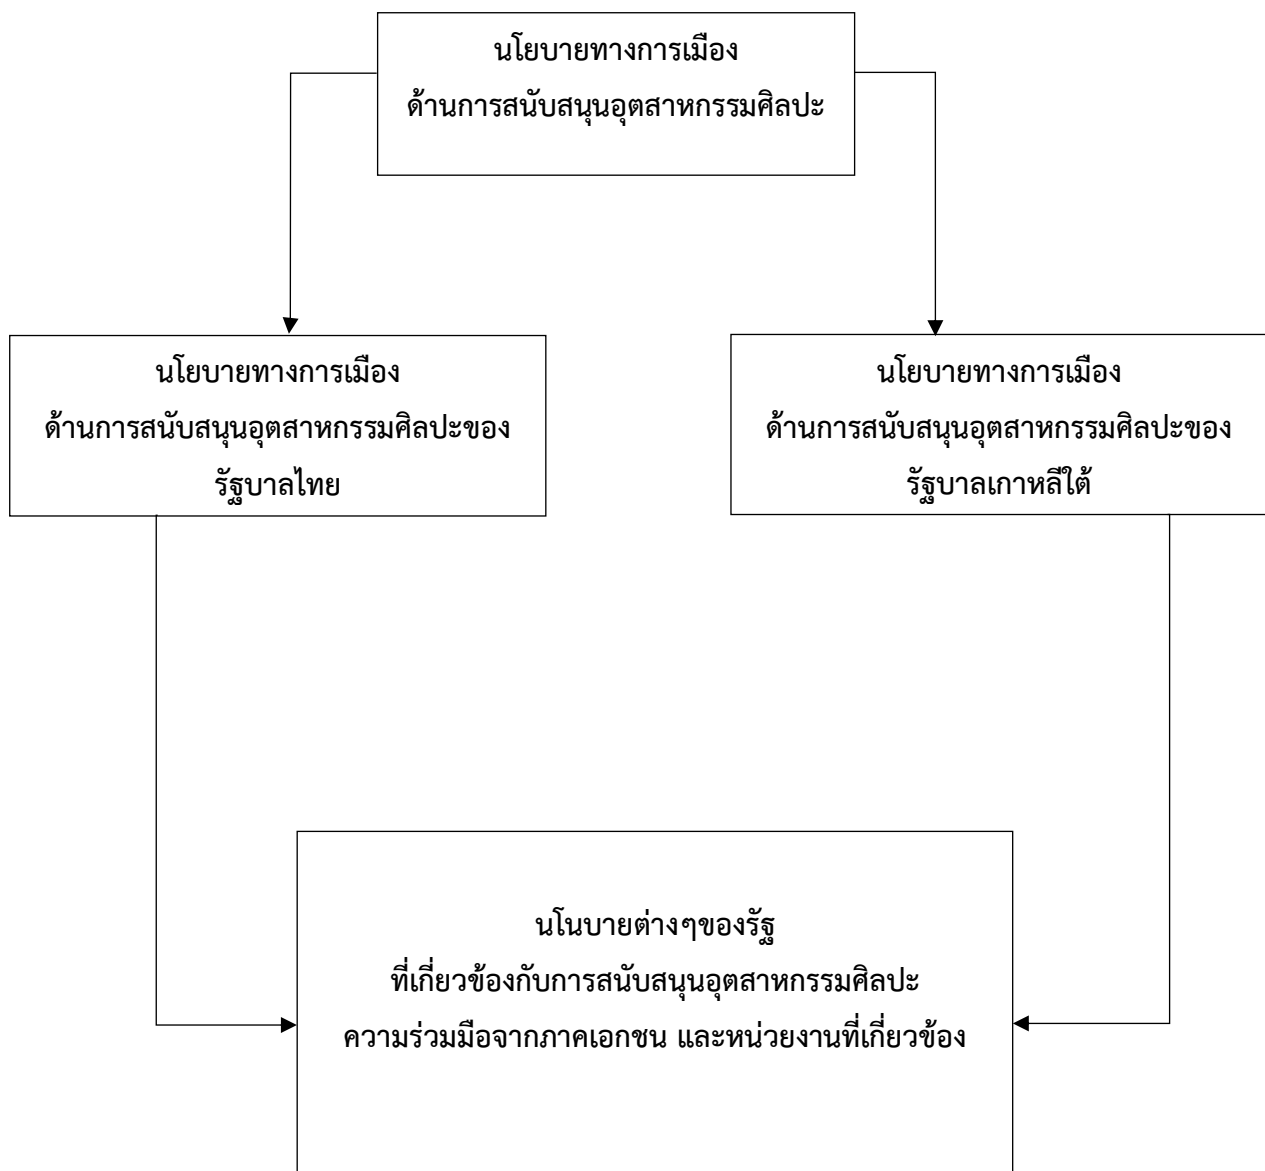 นโยบายทางการเมือง
ด้านการสนับสนุนอุตสาหกรรมศิลปะ
นโยบายทางการเมือง
ด้านการสนับสนุนอุตสาหกรรมศิลปะของ
รัฐบาลไทย
นโยบายทางการเมือง
ด้านการสนับสนุนอุตสาหกรรมศิลปะของ
รัฐบาลเกาหลีใต้
นโนบายต่างๆของรัฐ
ที่เกี่ยวข้องกับการสนับสนุนอุตสาหกรรมศิลปะ
ความร่วมมือจากภาคเอกชน และหน่วยงานที่เกี่ยวข้อง